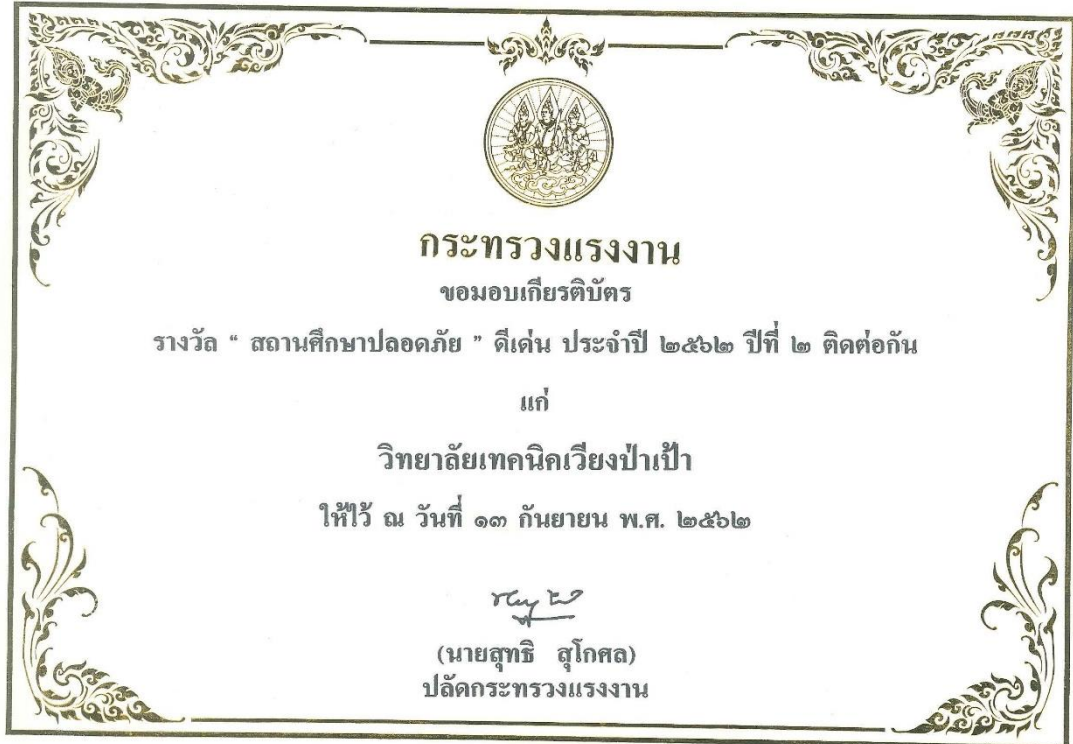 กระทรวงแรงงาน
ขอมอบเกียรติบัตร
รางวัล “ สถานศึกษาปลอดภัย ” ดีเด่น ประจำปี ๒๕๖๒ ปีที่ ๒ ติดต่อกัน
แก่
วิทยาลัยเทคนิคเวียงป่าเป้า
ให้ไว้ ณ วันที่ ๑๓ กันยายน พ.ศ. ๒๕๖๒
(นายสุทธิ สุโกศล)
ปลัดกระทรวงแรงงาน